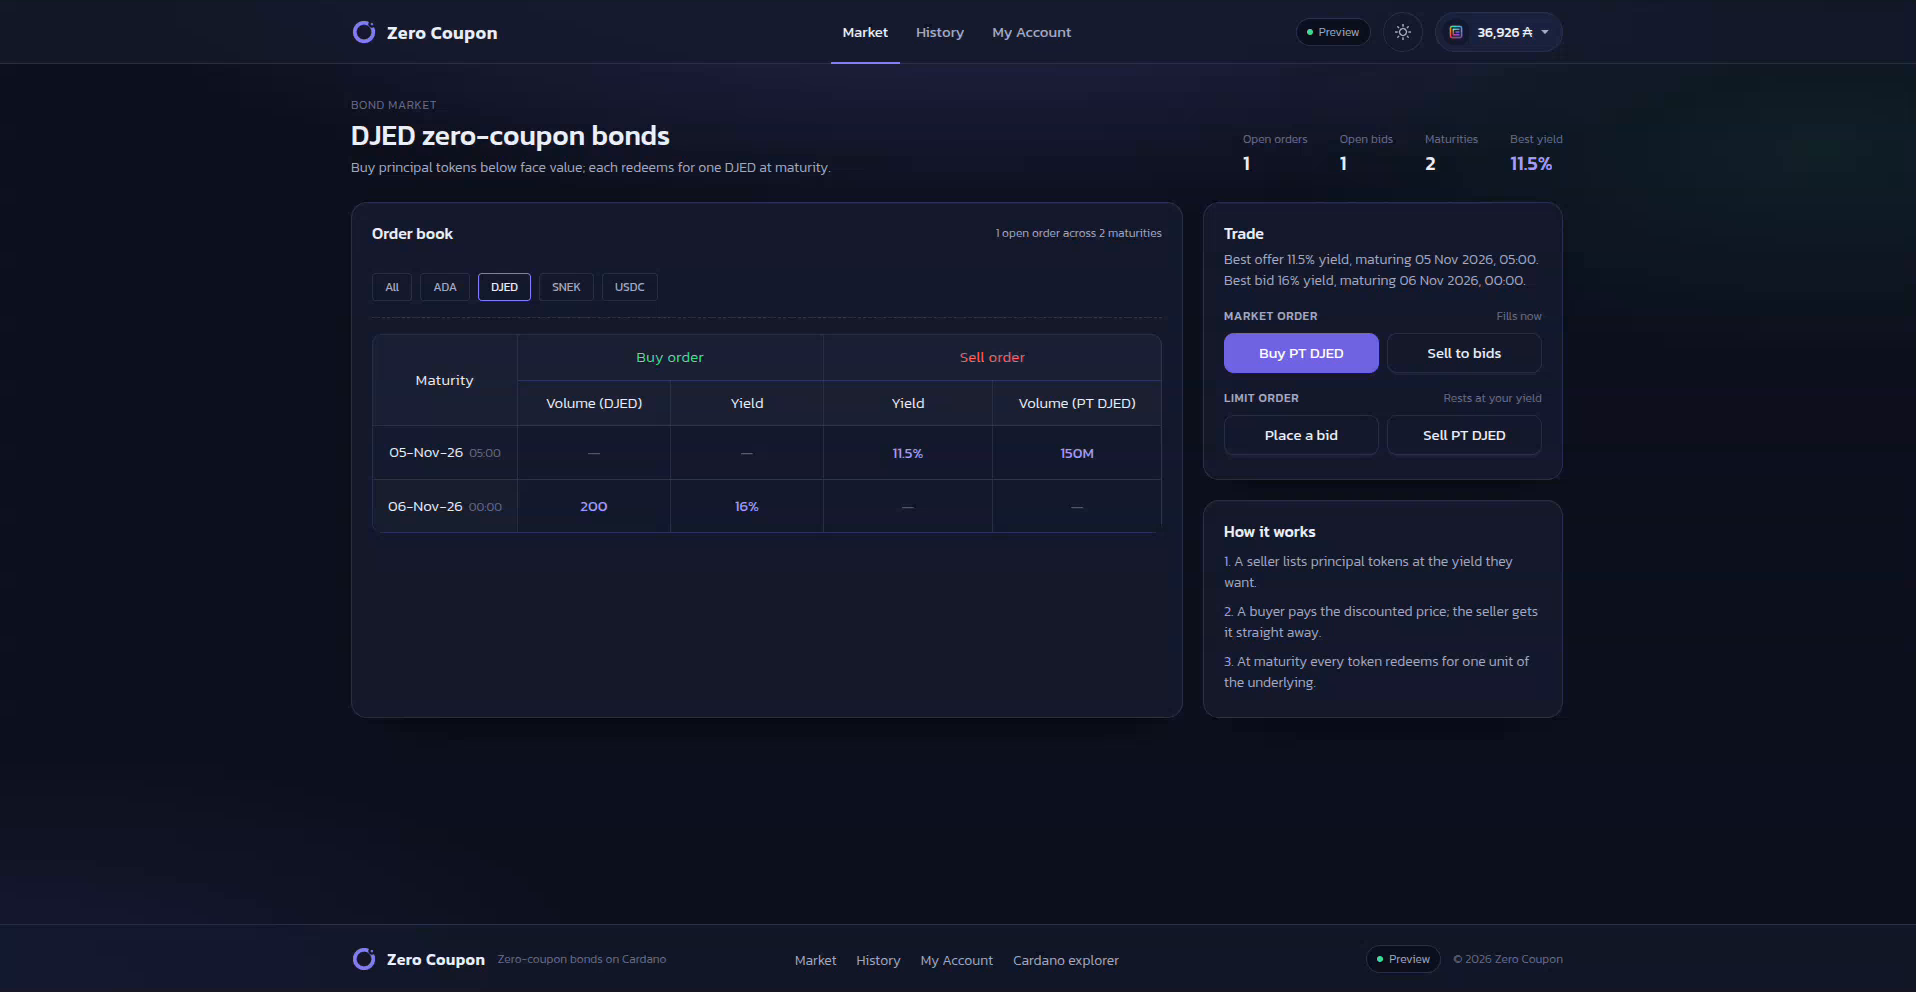 Zero Coupon
Market
History
My Account
Preview
36,926 ₳
BOND MARKET
DJED zero-coupon bonds
Buy principal tokens below face value; each redeems for one DJED at maturity.
Open orders
1
Open bids
1
Maturities
2
Best yield
11.5%
Order book
1 open order across 2 maturities
All
ADA
DJED
SNEK
USDC
Maturity
Buy order
Sell order
Volume (DJED)
Yield
Yield
Volume (PT DJED)
05-Nov-26 05:00
—
—
11.5%
150M
06-Nov-26 00:00
200
16%
—
—
Trade
Best offer 11.5% yield, maturing 05 Nov 2026, 05:00.
Best bid 16% yield, maturing 06 Nov 2026, 00:00.
MARKET ORDER
Fills now
Buy PT DJED
Sell to bids
LIMIT ORDER
Rests at your yield
Place a bid
Sell PT DJED
How it works
1. A seller lists principal tokens at the yield they
want.
2. A buyer pays the discounted price; the seller gets
it straight away.
3. At maturity every token redeems for one unit of
the underlying.
Zero Coupon
Zero-coupon bonds on Cardano
Market
History
My Account
Cardano explorer
Preview
© 2026 Zero Coupon